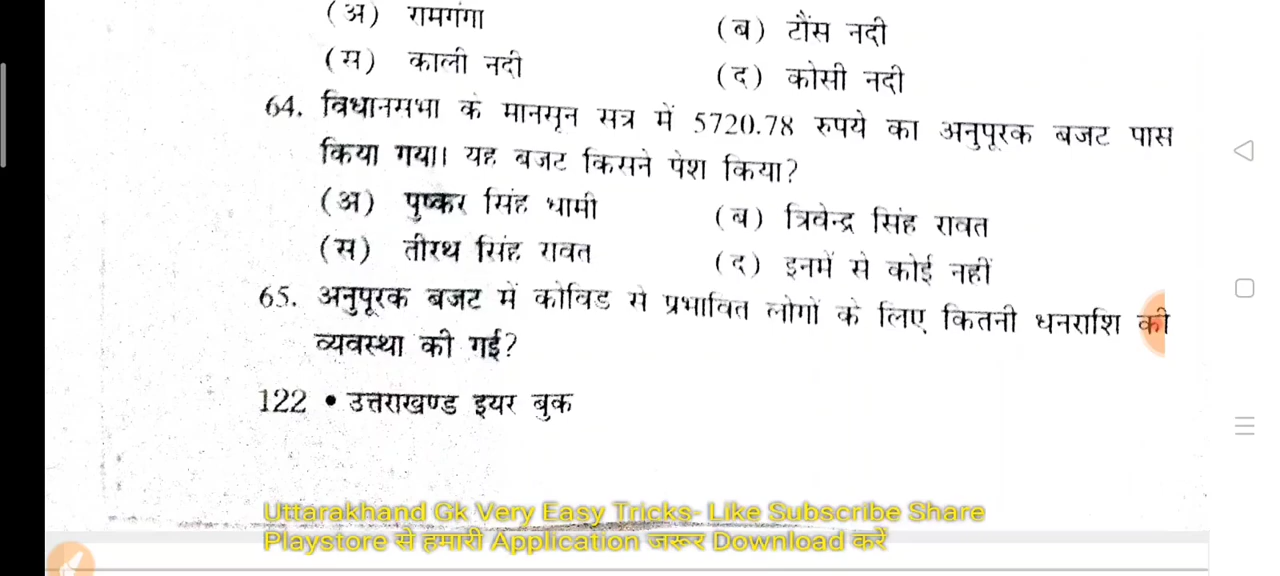 (अ) रामगंगा (ब) टौंस नदी
(स) काली नदी (द) कोसी नदी
64. विधानसभा के मानसून सत्र में 5720.78 रुपये का अनुपूरक बजट पास
किया गया।। यह बजट किसने पेश किया?
(अ) पुष्कर सिंह धामी (ब) त्रिवेन्द्र सिंह रावत
(स) तीरथ सिंह रावत (द) इनमें से कोई नहीं
65. अनुपूरक बजट में कोविड से प्रभावित लोगों के लिए कितनी धनराशि की
व्यवस्था की गई?
122 • उत्तराखण्ड इयर बुक
Uttarakhand Gk Very Easy Tricks- Like Subscribe Share
Playstore से हमारी Application जरूर Download करें